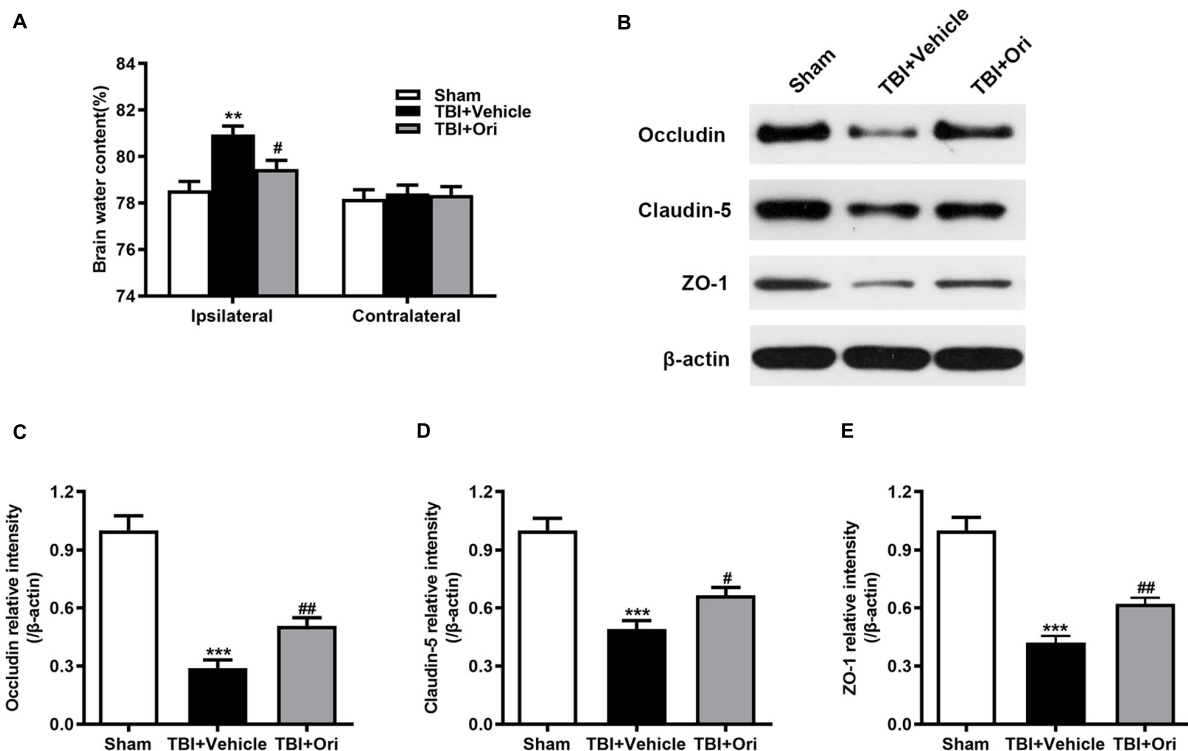 A
Brain water content(%)
84
82
80
78
76
74
**
#
Sham
TBI+Vehicle
TBI+Ori
Ipsilateral
Contralateral
B
Sham
TBI+Vehicle
TBI+Ori
Occludin
Claudin-5
ZO-1
β-actin
C
Occludin relative intensity
(/β-actin)
1.2
0.9
0.6
0.3
0.0
***
##
Sham
TBI+Vehicle
TBI+Ori
D
Claudin-5 relative intensity
(/β-actin)
1.2
0.9
0.6
0.3
0.0
***
#
Sham
TBI+Vehicle
TBI+Ori
E
ZO-1 relative intensity
(/β-actin)
1.2
0.9
0.6
0.3
0.0
***
##
Sham
TBI+Vehicle
TBI+Ori